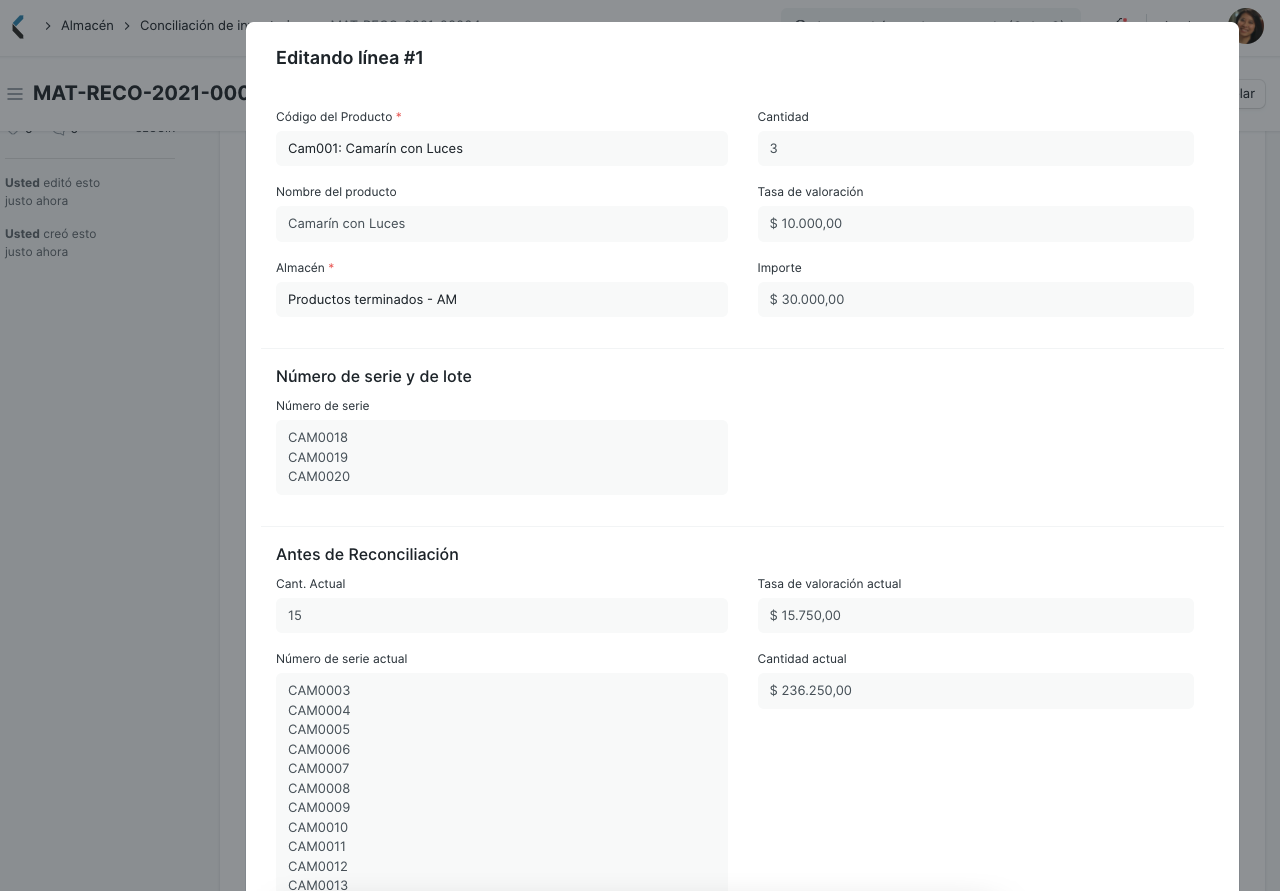 Almacén
Conciliación de in
MAT-RECO-2021-000
lar
Usted editó esto
justo ahora
Usted creó esto
justo ahora
Editando línea #1
Código del Producto *
Cam001: Camarín con Luces
Cantidad
3
Nombre del producto
Camarín con Luces
Tasa de valoración
$ 10.000,00
Almacén *
Productos terminados - AM
Importe
$ 30.000,00
Número de serie y de lote
Número de serie
CAM0018
CAM0019
CAM0020
Antes de Reconciliación
Cant. Actual
15
Tasa de valoración actual
$ 15.750,00
Número de serie actual
CAM0003
CAM0004
CAM0005
CAM0006
CAM0007
CAM0008
CAM0009
CAM0010
CAM0011
CAM0012
CAM0013
Cantidad actual
$ 236.250,00